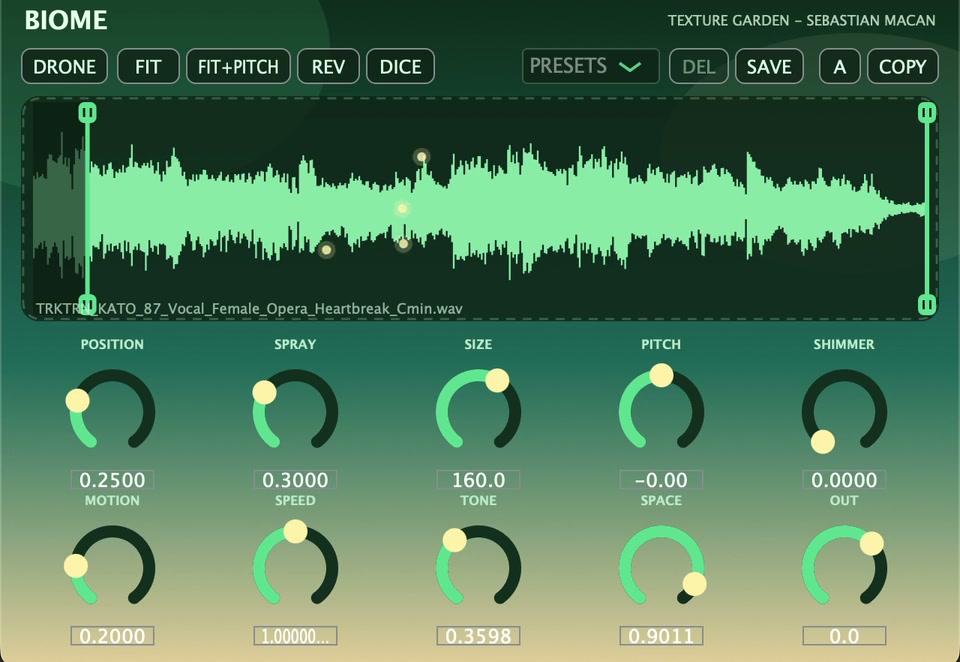 BIOME
TEXTURE GARDEN – SEBASTIAN MACAN
DRONE FIT FIT+PITCH REV DICE PRESETS DEL SAVE A COPY
TRKTRN_KATO_87_Vocal_Female_Opera_Heartbreak_Cmin.wav
POSITION SPRAY SIZE PITCH SHIMMER
0.2500 0.3000 160.0 −0.00 0.0000
MOTION SPEED TONE SPACE OUT
0.2000 1.00000... 0.3598 0.9011 0.0